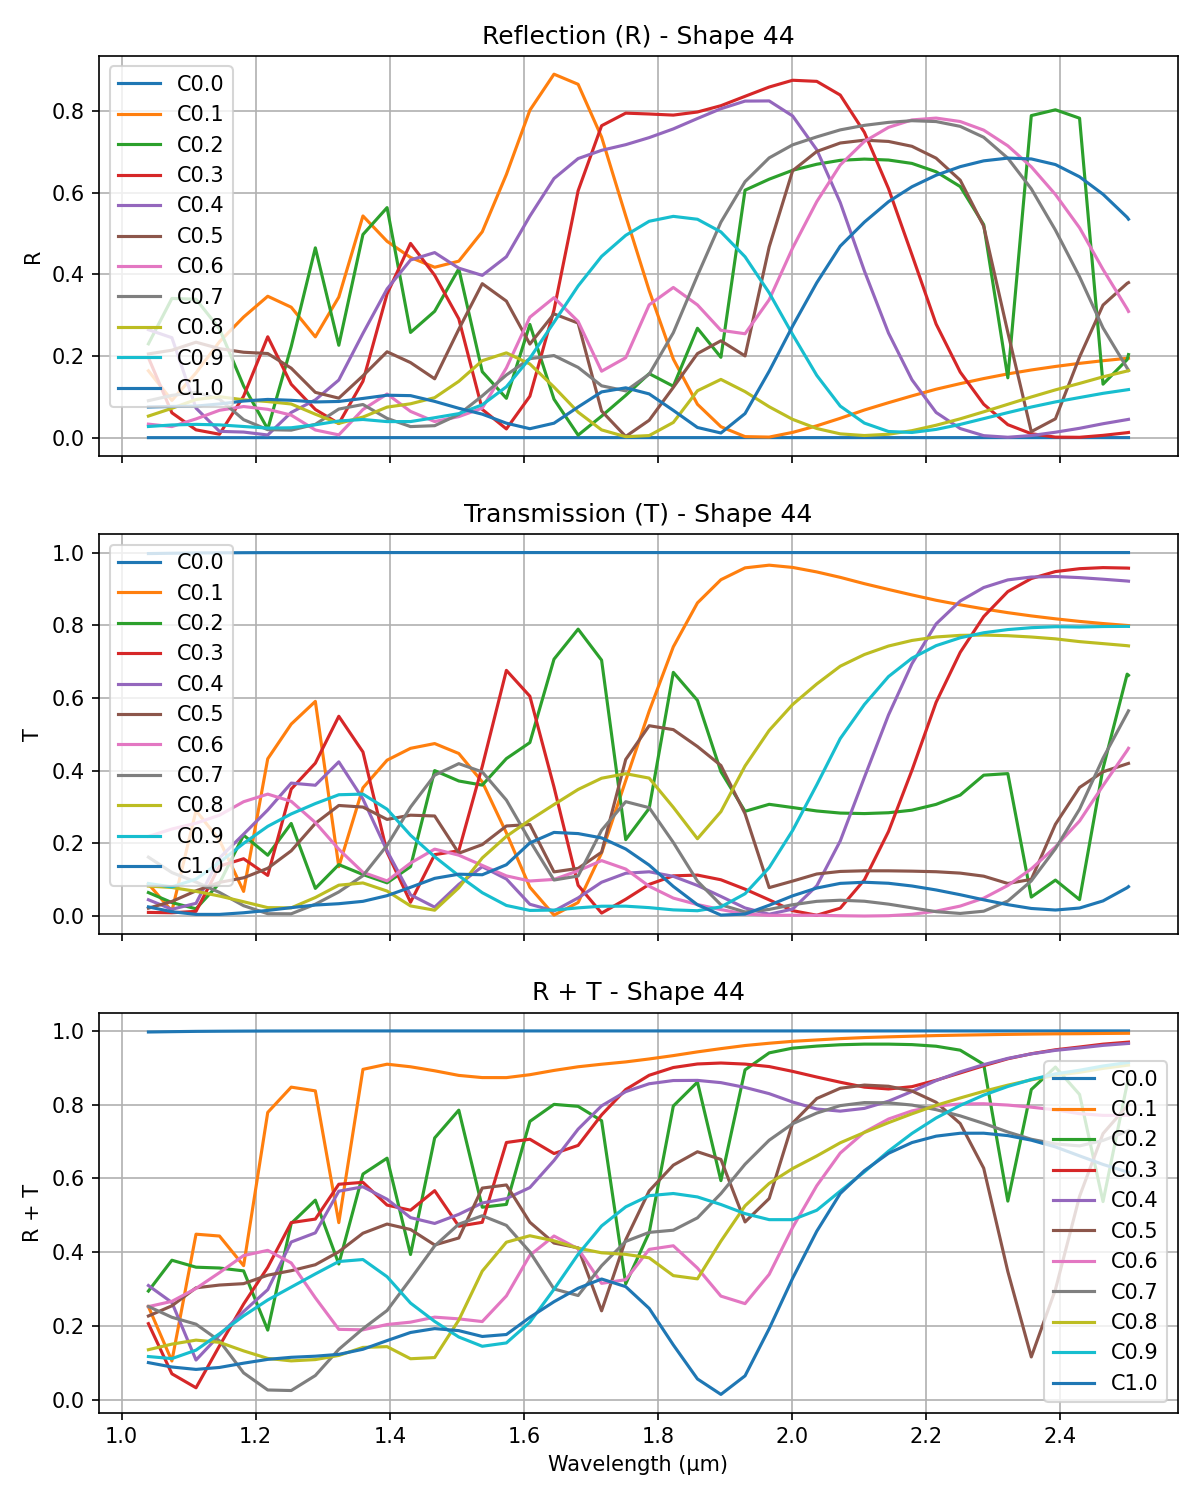 Reflection (R) - Shape 44
R
0.8
0.6
0.4
0.2
0.0
C0.0
C0.1
C0.2
C0.3
C0.4
C0.5
C0.6
C0.7
C0.8
C0.9
C1.0
Transmission (T) - Shape 44
T
1.0
0.8
0.6
0.4
0.2
0.0
C0.0
C0.1
C0.2
C0.3
C0.4
C0.5
C0.6
C0.7
C0.8
C0.9
C1.0
R + T - Shape 44
R + T
1.0
0.8
0.6
0.4
0.2
0.0
C0.0
C0.1
C0.2
C0.3
C0.4
C0.5
C0.6
C0.7
C0.8
C0.9
C1.0
1.0 1.2 1.4 1.6 1.8 2.0 2.2 2.4
Wavelength (μm)